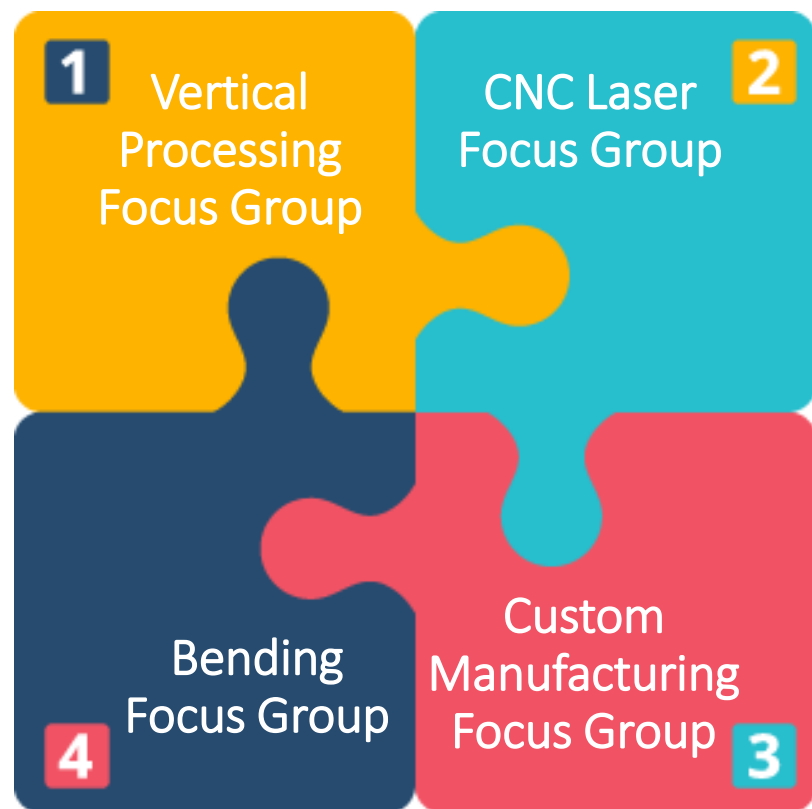 1
Vertical
Processing
Focus Group
CNC Laser
Focus Group
2
Custom
Manufacturing
Focus Group
3
Bending
Focus Group
4